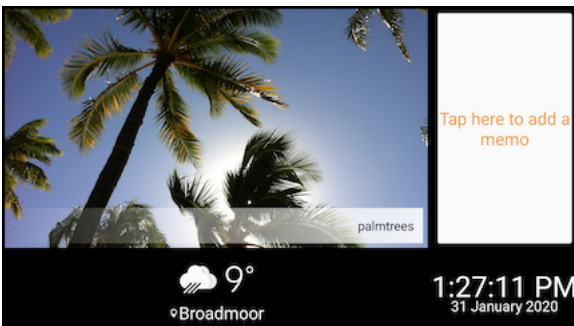 palmtrees
Tap here to add a
memo
9°
Broadmoor
1:27:11 PM
31 January 2020